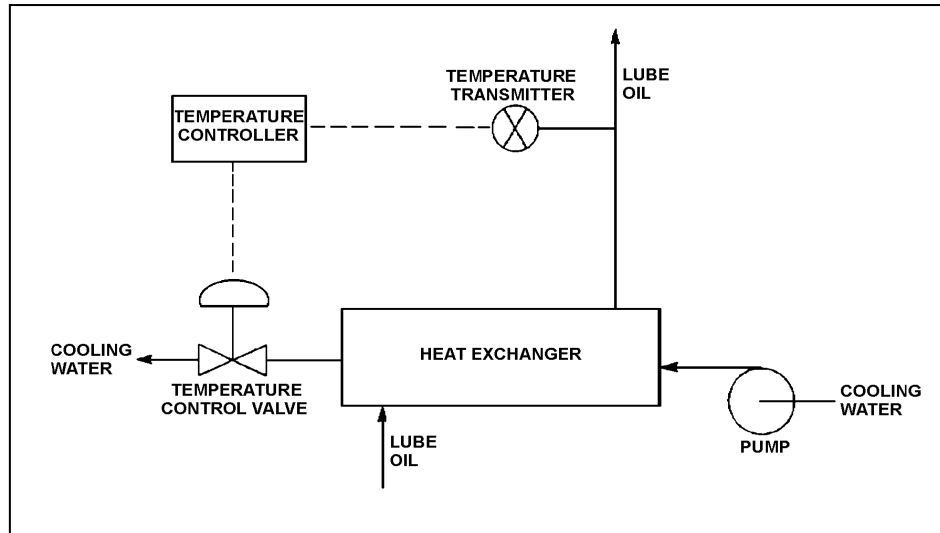 TEMPERATURE
TRANSMITTER
LUBE
OIL
TEMPERATURE
CONTROLLER
COOLING
WATER
TEMPERATURE
CONTROL VALVE
HEAT EXCHANGER
COOLING
WATER
PUMP
LUBE
OIL